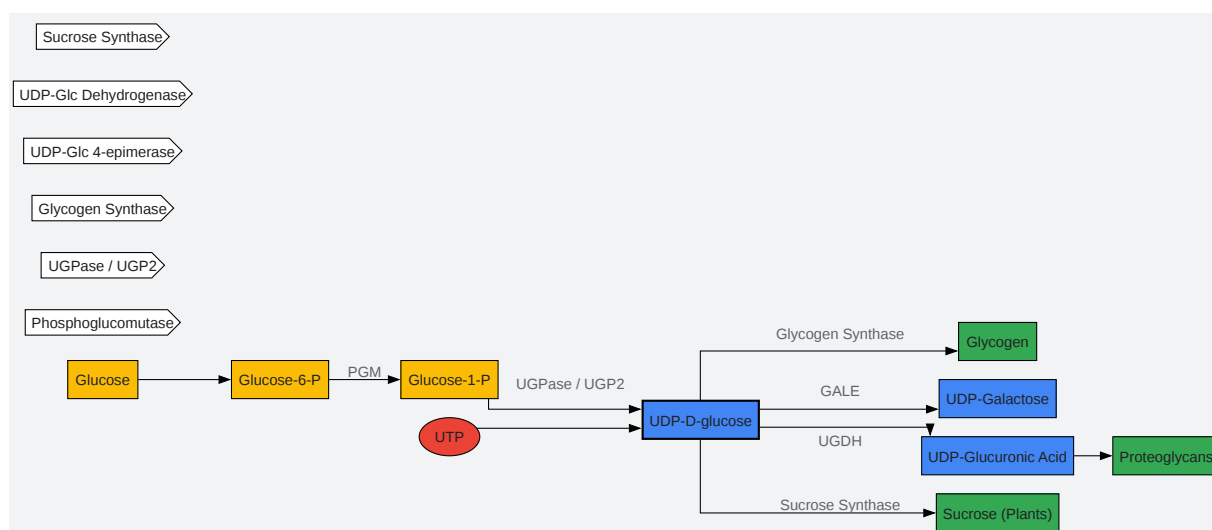 Sucrose Synthase
UDP-Glc Dehydrogenase
UDP-Glc 4-epimerase
Glycogen Synthase
UGPase / UGP2
Phosphoglucomutase
Glycogen Synthase
Glycogen
Glucose
Glucose-6-P
PGM
Glucose-1-P
UGPase / UGP2
GALE
UDP-Galactose
UDP-D-glucose
UTP
UGDH
UDP-Glucuronic Acid
Proteoglycans
Sucrose Synthase
Sucrose (Plants)